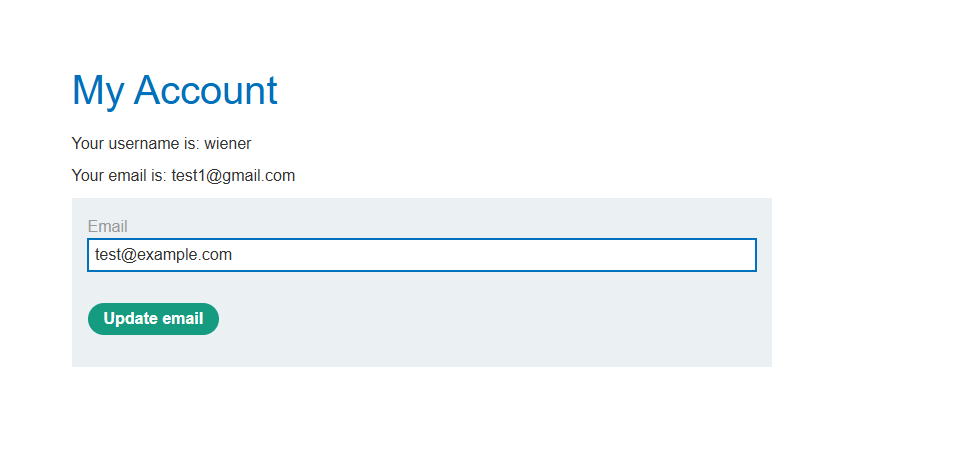 My Account
Your username is: wiener
Your email is: test1@gmail.com
Email
test@example.com
Update email